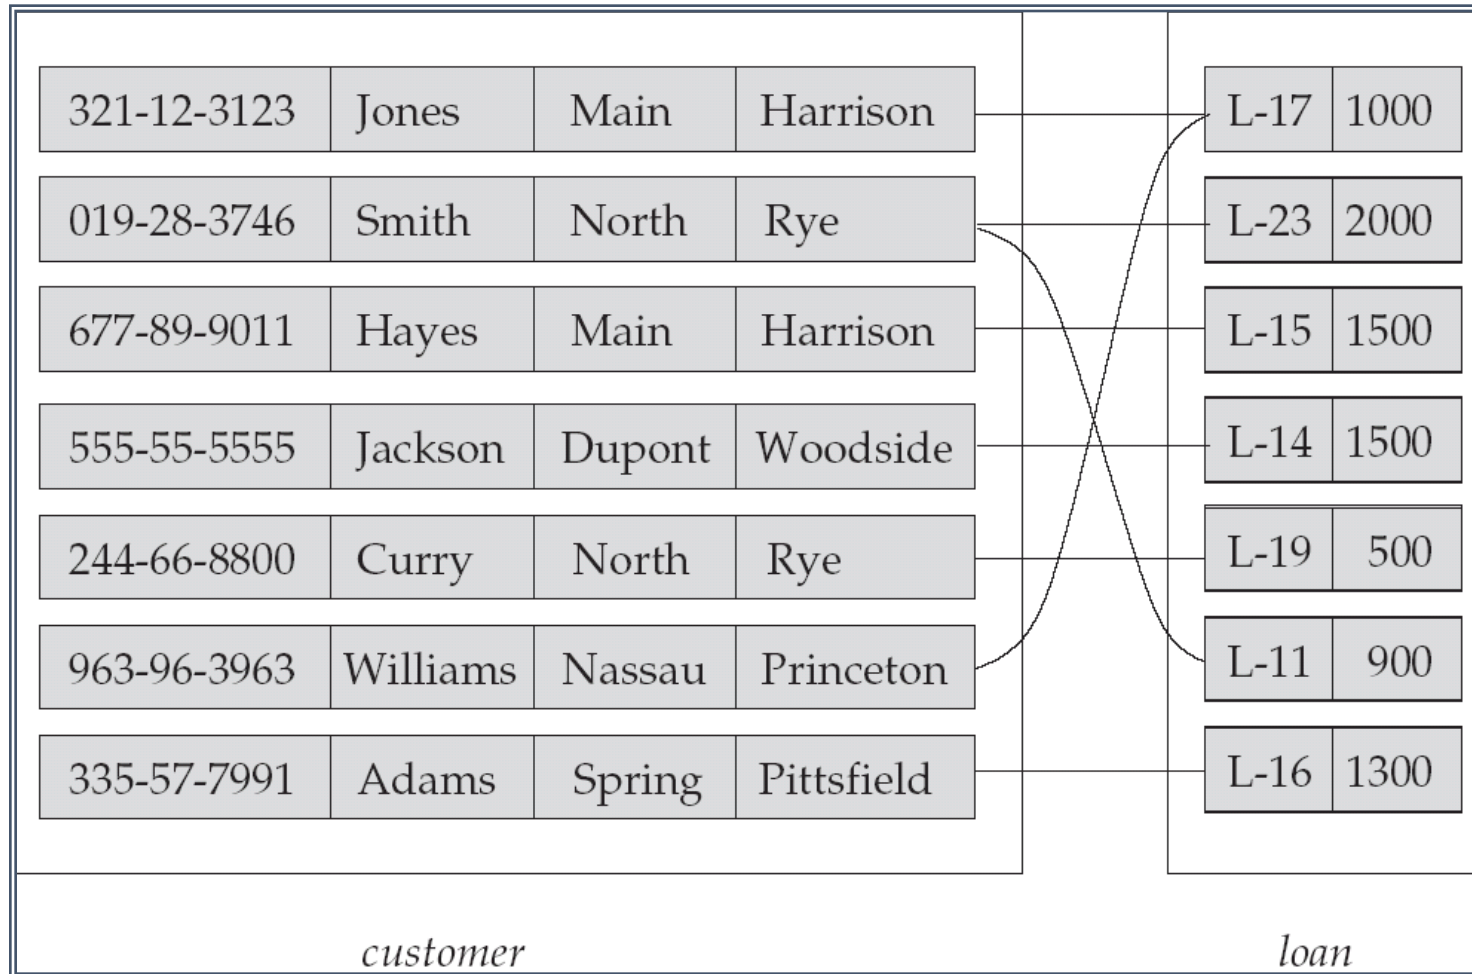 321-12-3123 Jones Main Harrison L-17 1000
019-28-3746 Smith North Rye L-23 2000
677-89-9011 Hayes Main Harrison L-15 1500
555-55-5555 Jackson Dupont Woodside L-14 1500
244-66-8800 Curry North Rye L-19 500
963-96-3963 Williams Nassau Princeton L-11 900
335-57-7991 Adams Spring Pittsfield L-16 1300
customer loan